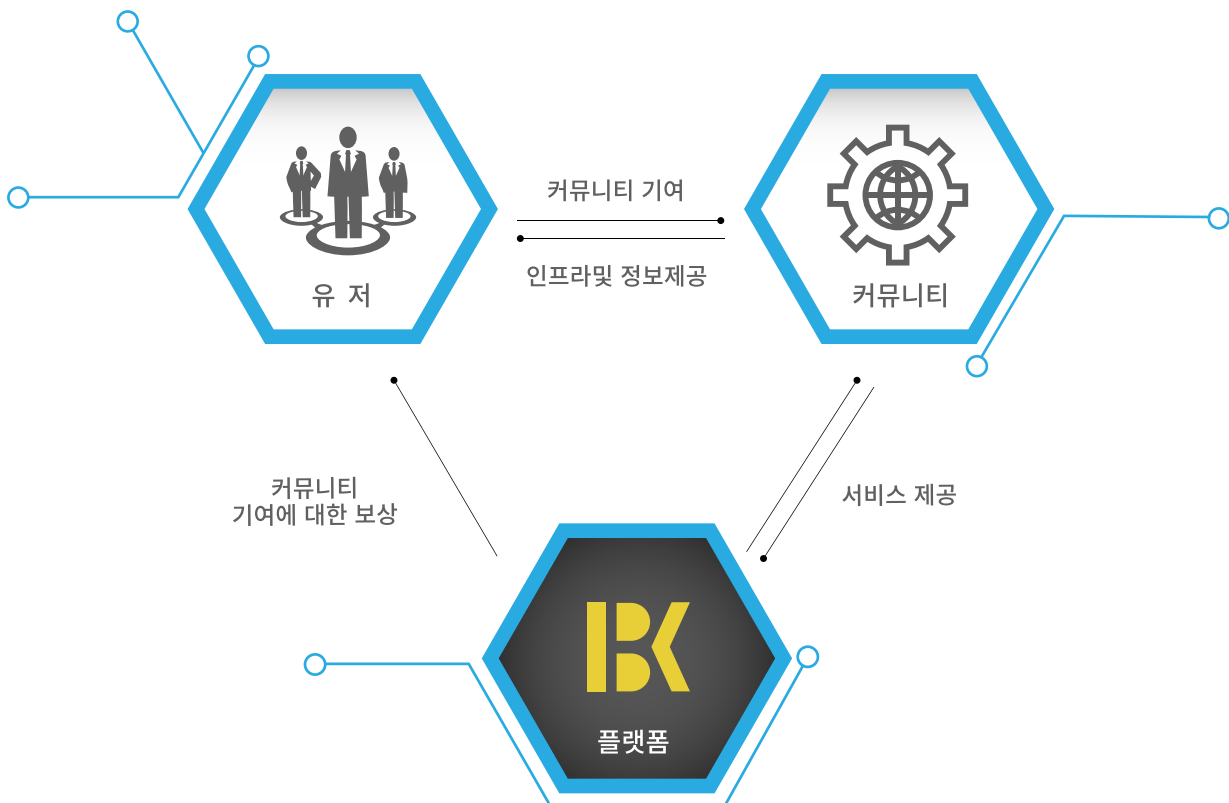 커뮤니티 기여
인프라및 정보제공
유 저
커뮤니티
커뮤니티
기여에 대한 보상
서비스 제공
BK
플랫폼